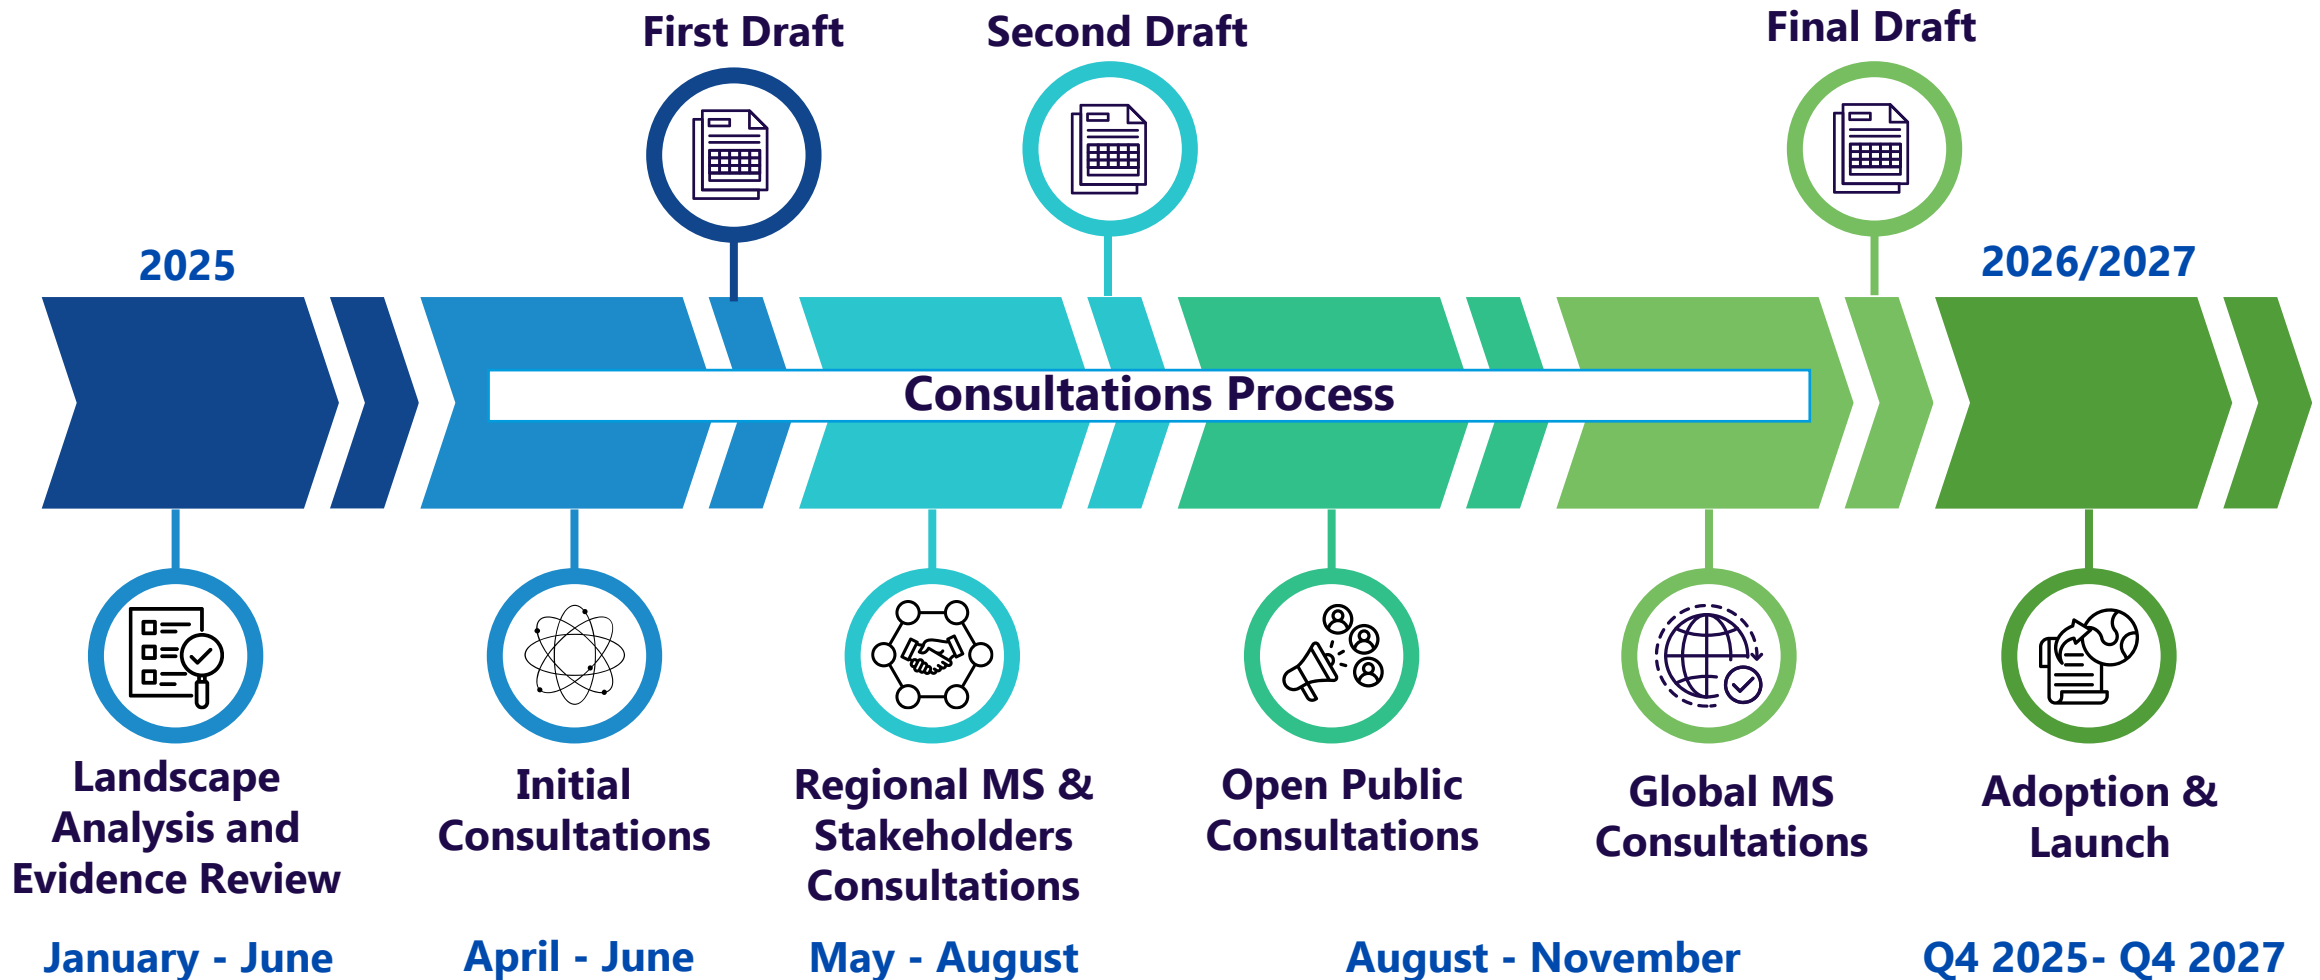 First Draft
Second Draft
Final Draft
2025
2026/2027
Consultations Process
Landscape
Analysis and
Evidence Review
Initial
Consultations
Regional MS &
Stakeholders
Consultations
Open Public
Consultations
Global MS
Consultations
Adoption &
Launch
January - June
April - June
May - August
August - November
Q4 2025- Q4 2027